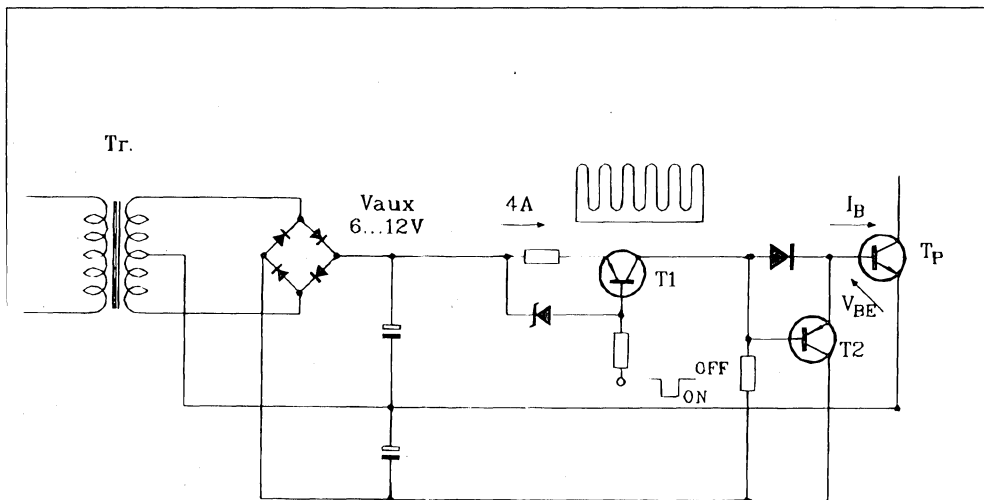 Tr.
Vaux
6...12V
4A
T1
I_B
T_P
V_BE
T2
OFF
ON